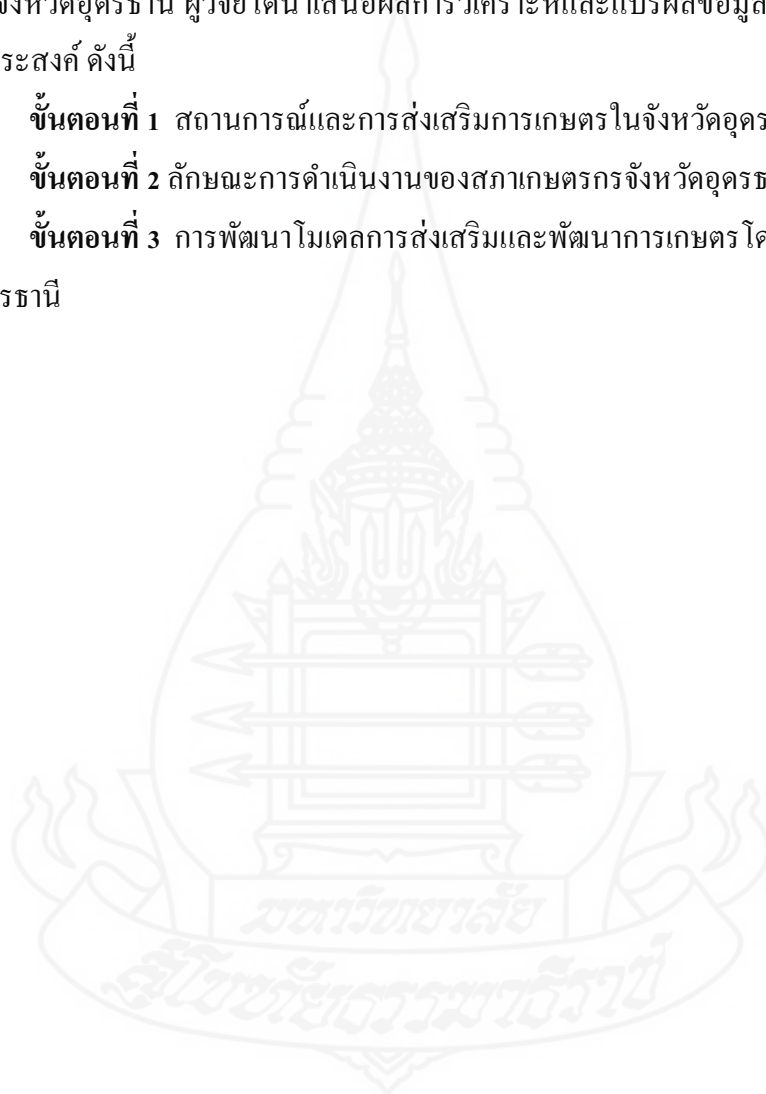 จังหวัดอุดรธานี ผู้วิจัยได้นำเสนอผลการวิเคราะห์และแปรผลข้อมูล
ระสงค์ ดังนี้
ขั้นตอนที่ 1 สถานการณ์และการส่งเสริมการเกษตรในจังหวัดอุดร
ขั้นตอนที่ 2 ลักษณะการดำเนินงานของสภาเกษตรกรจังหวัดอุดรธ
ขั้นตอนที่ 3 การพัฒนาโมเดลการส่งเสริมและพัฒนาการเกษตรโด
รธานี
มหาวิทยาลัย
สุโขทัยธรรมาธิราช